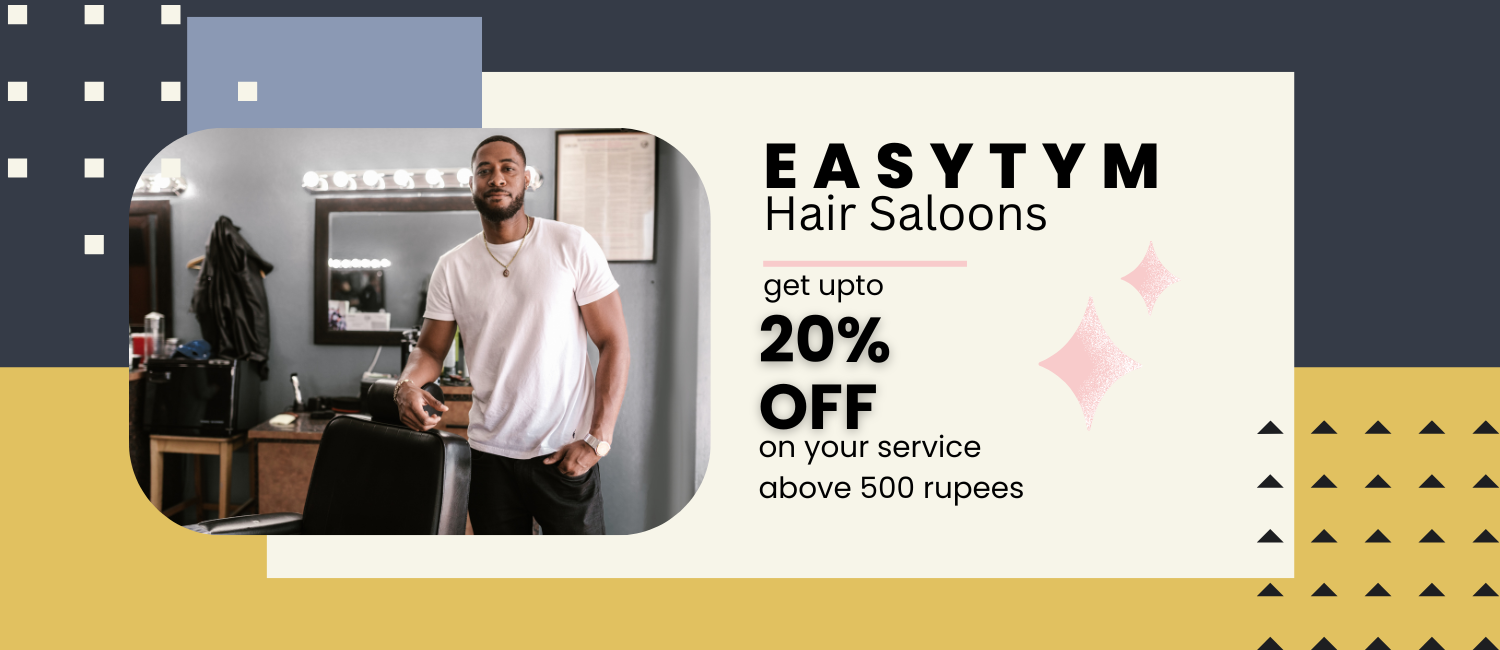 EASYTYM
Hair Saloons
get upto
20%
OFF
on your service
above 500 rupees